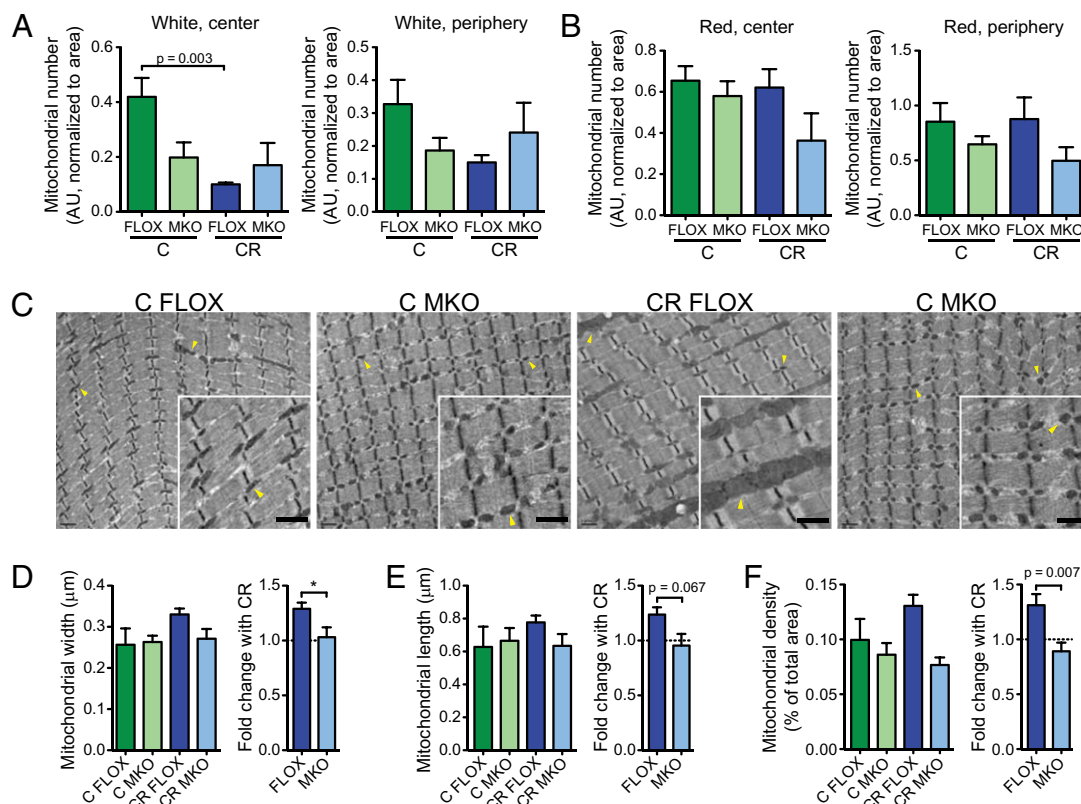 A
White, center
Mitochondrial number
(AU, normalized to area)
0.6
0.4
0.2
0.0
p = 0.003
FLOX MKO FLOX MKO
C CR
White, periphery
Mitochondrial number
(AU, normalized to area)
0.5
0.4
0.3
0.2
0.1
0.0
FLOX MKO FLOX MKO
C CR
B
Red, center
Mitochondrial number
(AU, normalized to area)
0.8
0.6
0.4
0.2
0.0
FLOX MKO FLOX MKO
C CR
Red, periphery
Mitochondrial number
(AU, normalized to area)
1.5
1.0
0.5
0.0
FLOX MKO FLOX MKO
C CR
C
C FLOX C MKO CR FLOX C MKO
D
Mitochondrial width (μm)
0.4
0.3
0.2
0.1
0.0
C FLOX C MKO CR FLOX CR MKO
Fold change with CR
1.5
1.0
0.5
0.0
*
FLOX MKO
E
Mitochondrial length (μm)
1.0
0.8
0.6
0.4
0.2
0.0
C FLOX C MKO CR FLOX CR MKO
Fold change with CR
1.5
1.0
0.5
0.0
p = 0.067
FLOX MKO
F
Mitochondrial density
(% of total area)
0.15
0.10
0.05
0.00
C FLOX C MKO CR FLOX CR MKO
Fold change with CR
1.5
1.0
0.5
0.0
p = 0.007
FLOX MKO